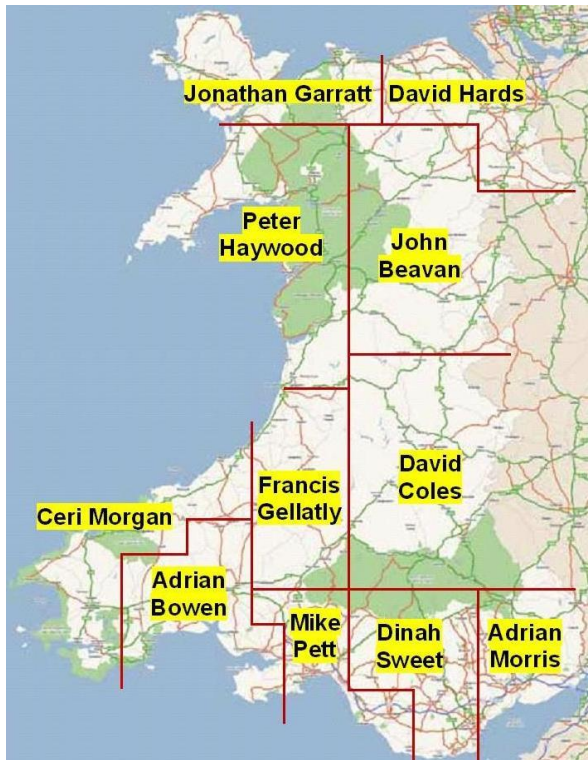 Jonathan Garratt
David Hards
Peter
Haywood
John
Beavan
Francis
Gellatly
David
Coles
Ceri Morgan
Adrian
Bowen
Mike
Pett
Dinah
Sweet
Adrian
Morris